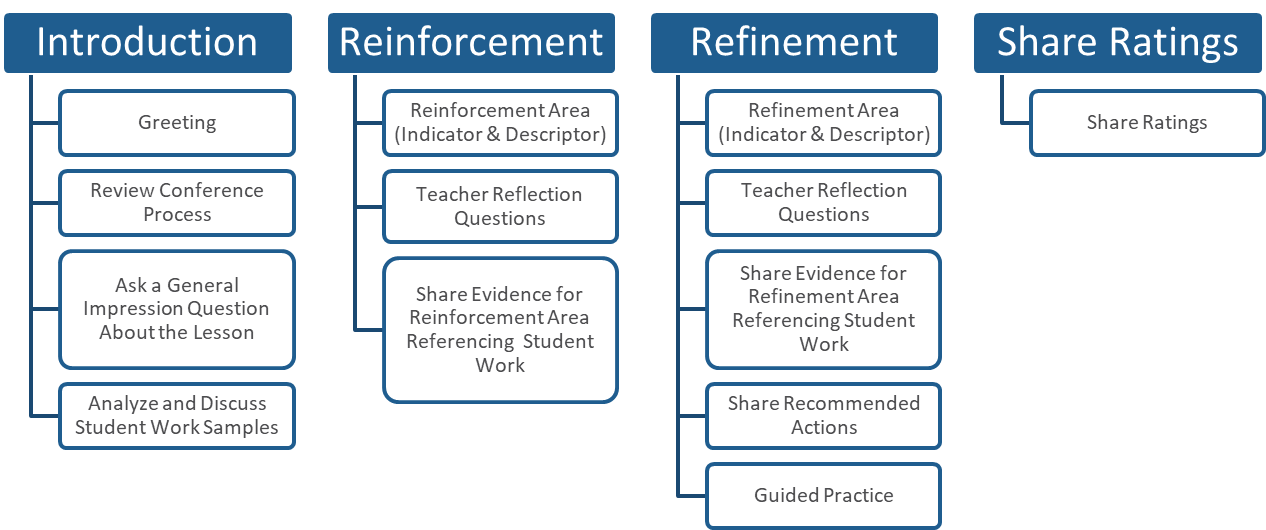 Introduction
Greeting
Review Conference
Process
Ask a General
Impression Question
About the Lesson
Analyze and Discuss
Student Work Samples
Reinforcement
Reinforcement Area
(Indicator & Descriptor)
Teacher Reflection
Questions
Share Evidence for
Reinforcement Area
Referencing  Student
Work
Refinement
Refinement Area
(Indicator & Descriptor)
Teacher Reflection
Questions
Share Evidence for
Refinement Area
Referencing Student
Work
Share Recommended
Actions
Guided Practice
Share Ratings
Share Ratings